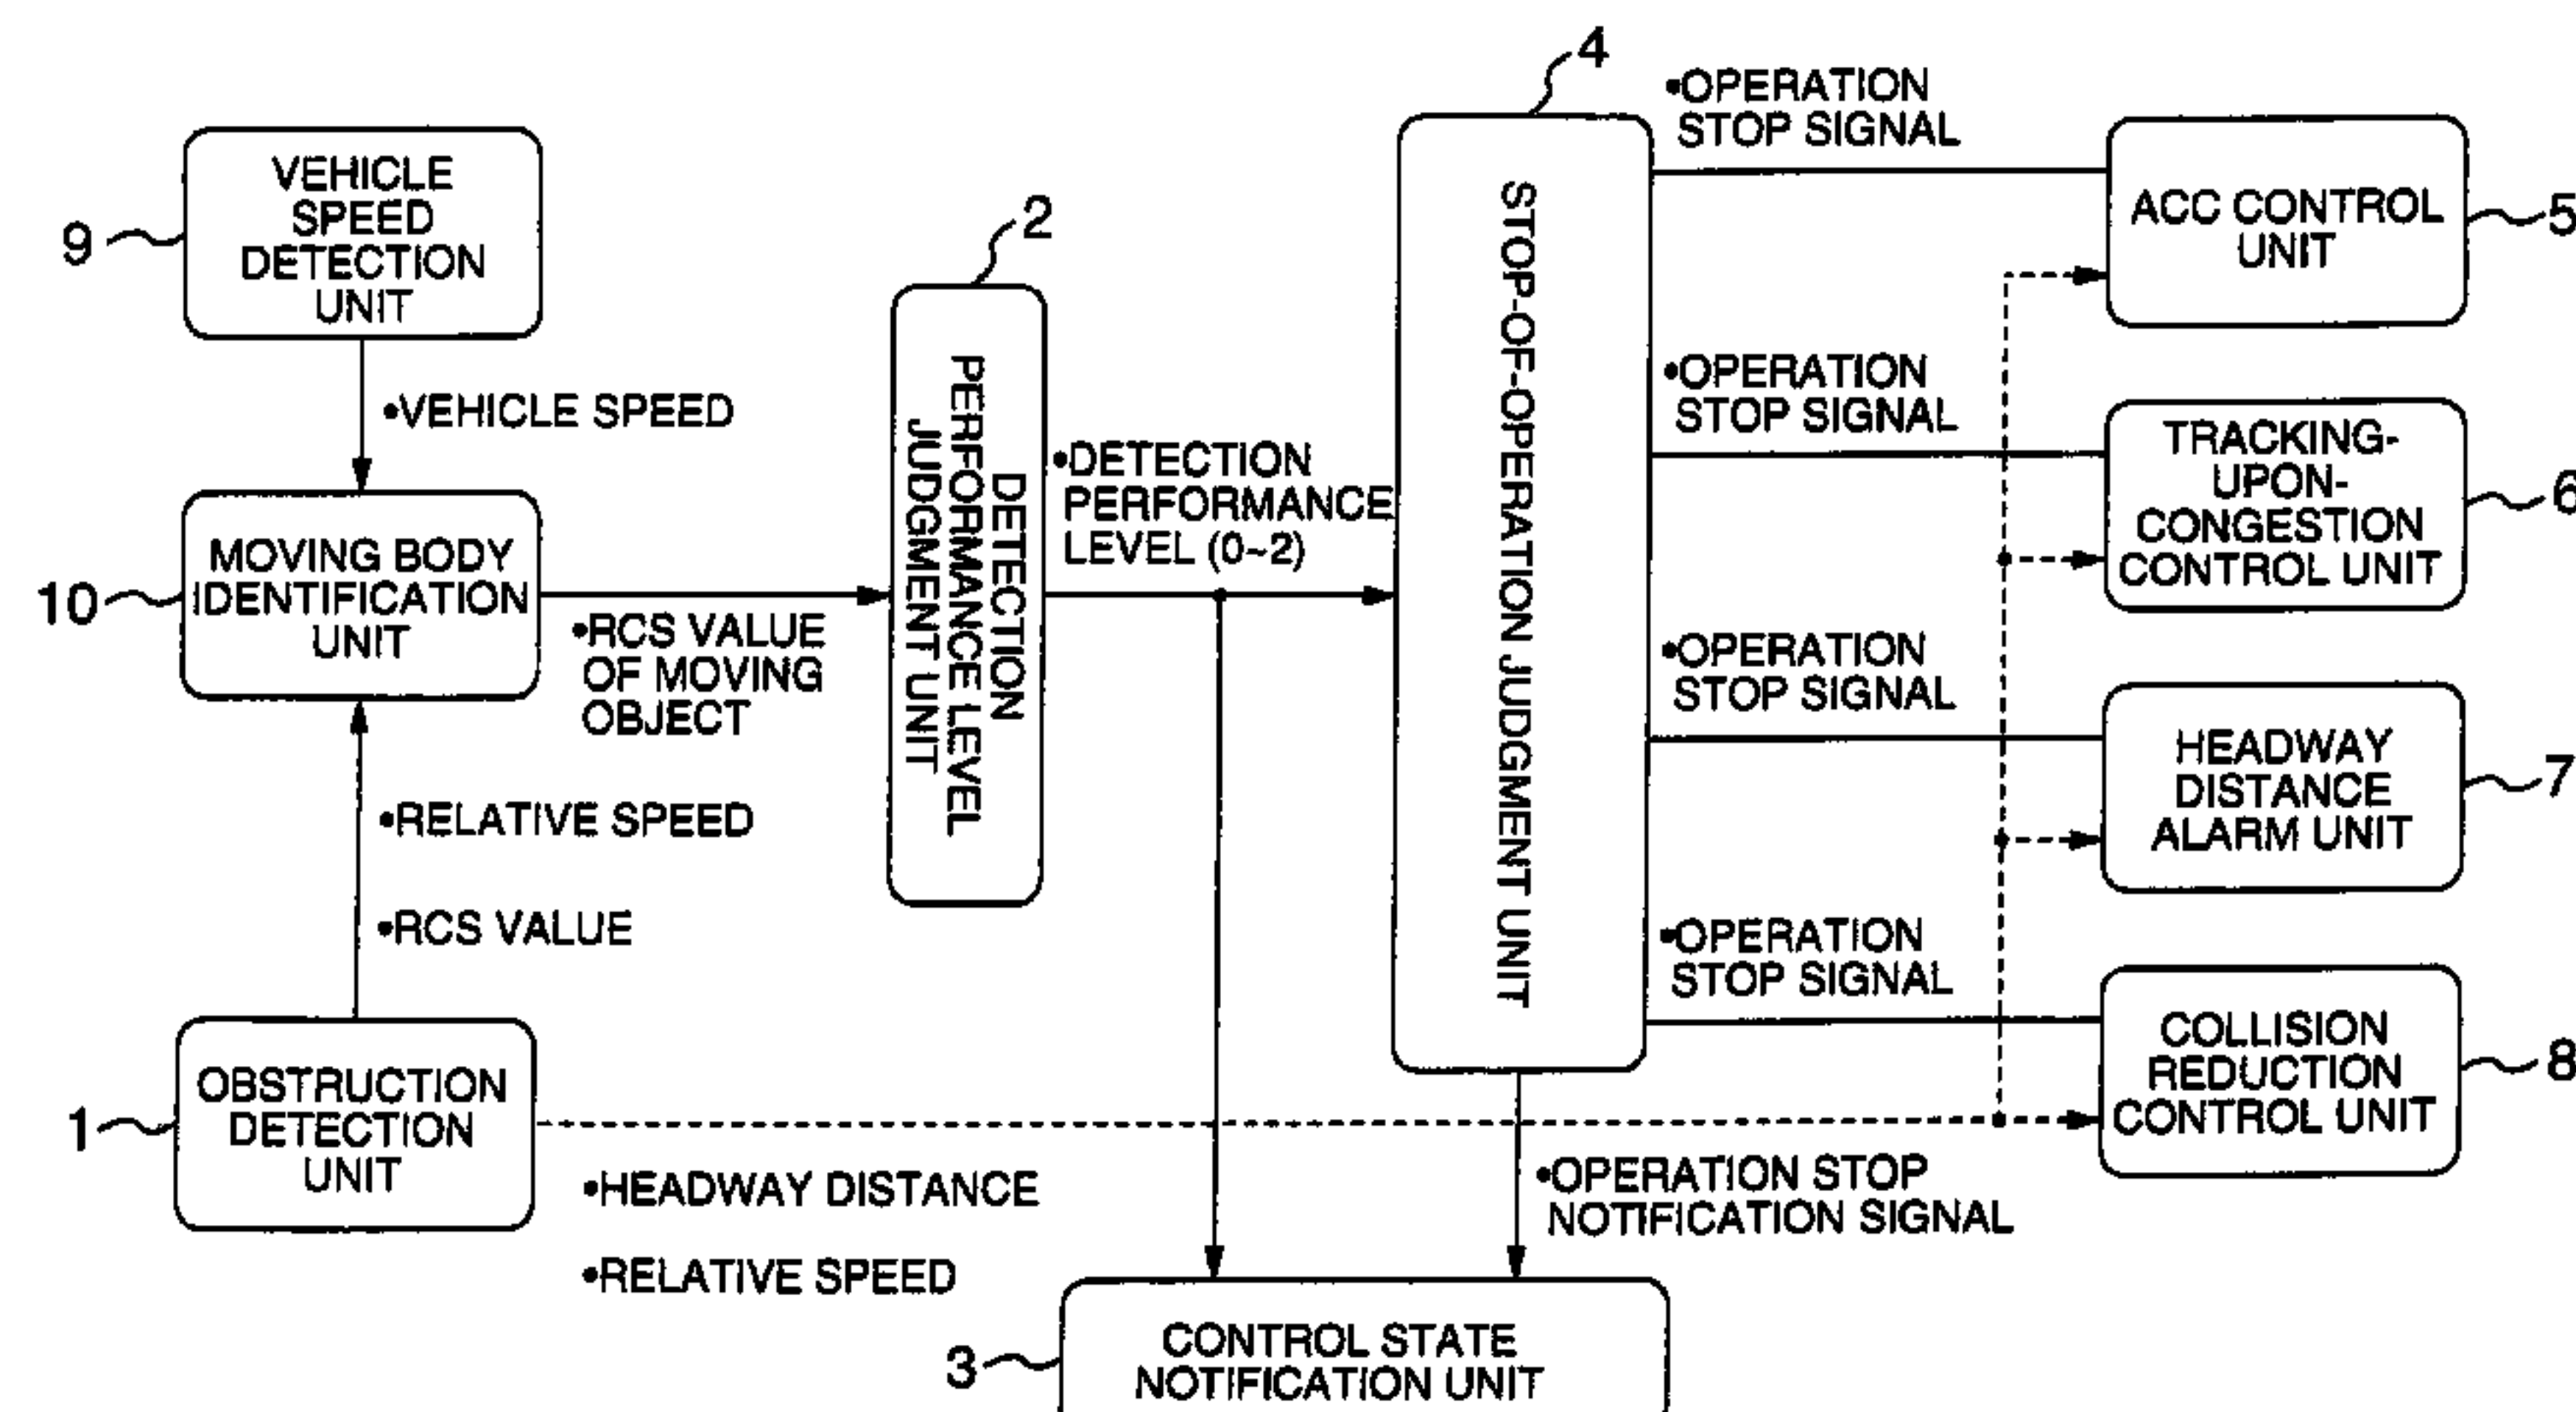 4
•OPERATION
STOP SIGNAL
VEHICLE
SPEED
DETECTION
UNIT
9
2
ACC CONTROL
UNIT
5
•VEHICLE SPEED
DETECTION
PERFORMANCE LEVEL
JUDGMENT UNIT
•DETECTION
PERFORMANCE
LEVEL (0~2)
STOP-OF-OPERATION JUDGMENT UNIT
•OPERATION
STOP SIGNAL
TRACKING-
UPON-
CONGESTION
CONTROL UNIT
6
MOVING BODY
IDENTIFICATION
UNIT
10
•RCS VALUE
OF MOVING
OBJECT
•OPERATION
STOP SIGNAL
HEADWAY
DISTANCE
ALARM UNIT
7
•RELATIVE SPEED
•RCS VALUE
•OPERATION
STOP SIGNAL
COLLISION
REDUCTION
CONTROL UNIT
8
OBSTRUCTION
DETECTION
UNIT
1
•HEADWAY DISTANCE
•RELATIVE SPEED
•OPERATION STOP
NOTIFICATION SIGNAL
3
CONTROL STATE
NOTIFICATION UNIT